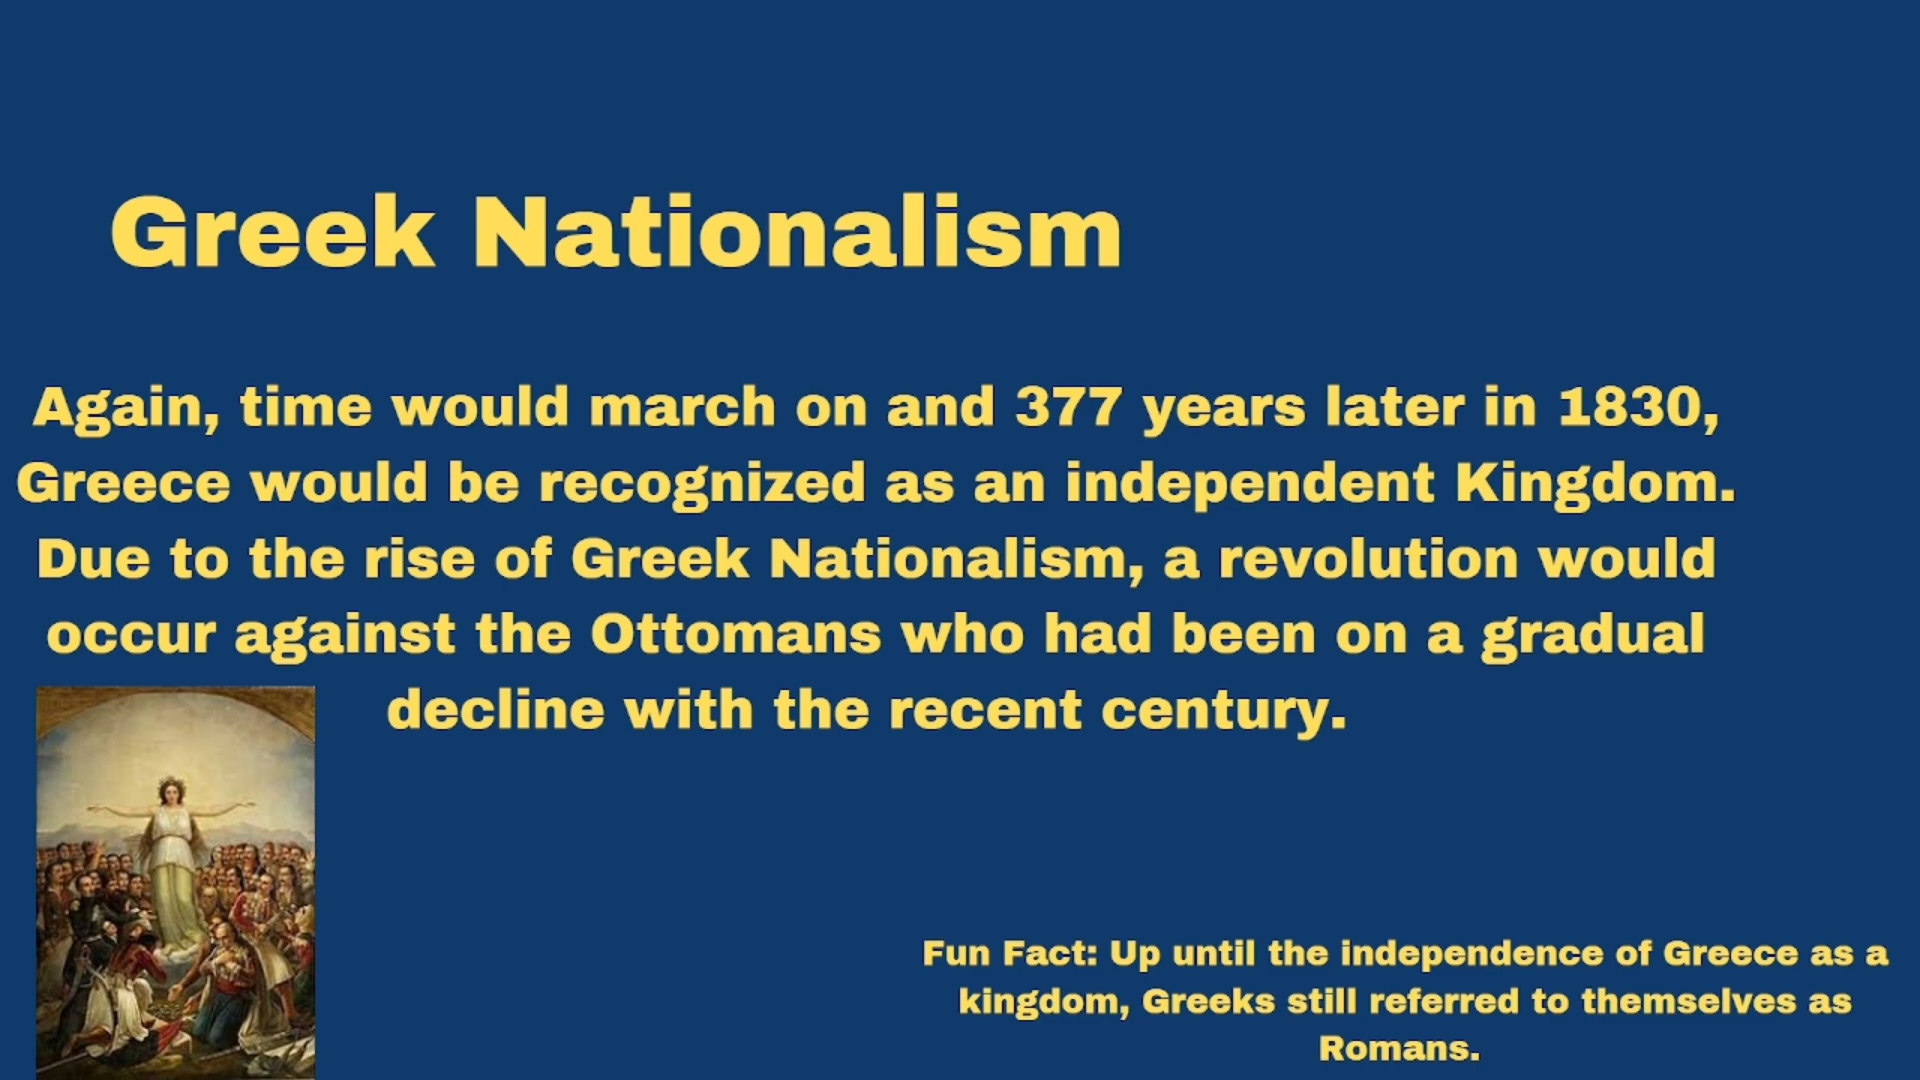 Greek Nationalism
Again, time would march on and 377 years later in 1830,
Greece would be recognized as an independent Kingdom.
Due to the rise of Greek Nationalism, a revolution would
occur against the Ottomans who had been on a gradual
decline with the recent century.
Fun Fact: Up until the independence of Greece as a
kingdom, Greeks still referred to themselves as
Romans.